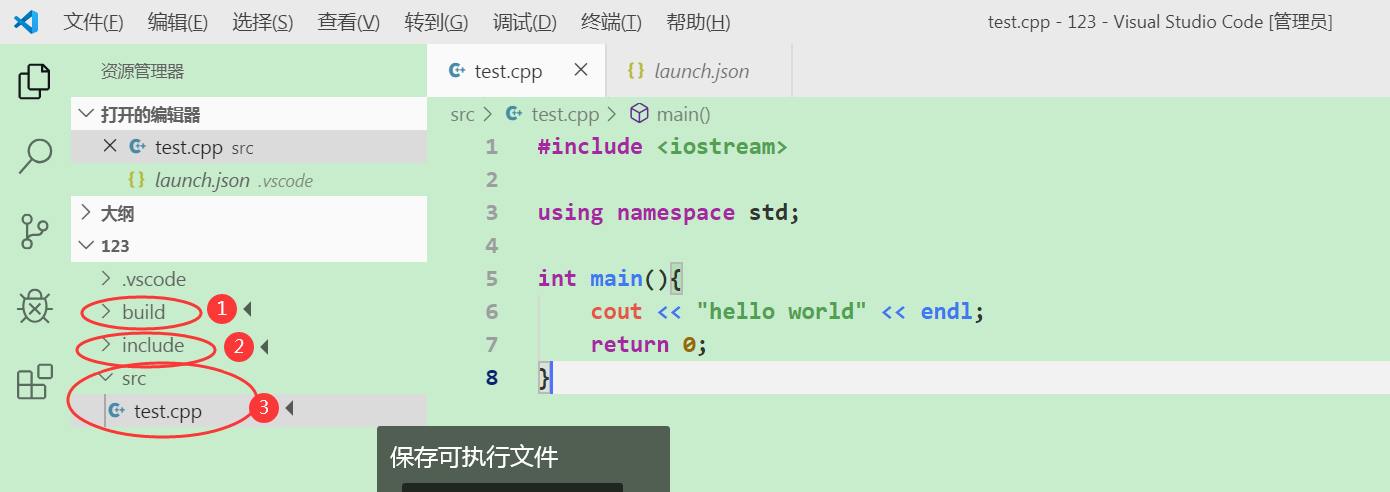 文件(F) 编辑(E) 选择(S) 查看(V) 转到(G) 调试(D) 终端(T) 帮助(H) test.cpp - 123 - Visual Studio Code [管理员]
资源管理器
打开的编辑器
test.cpp src
launch.json .vscode
大纲
123
.vscode
build 1
include 2
src
test.cpp 3
test.cpp launch.json
src > test.cpp > main()
1 #include <iostream>
2
3 using namespace std;
4
5 int main(){
6 cout << "hello world" << endl;
7 return 0;
8 }
保存可执行文件